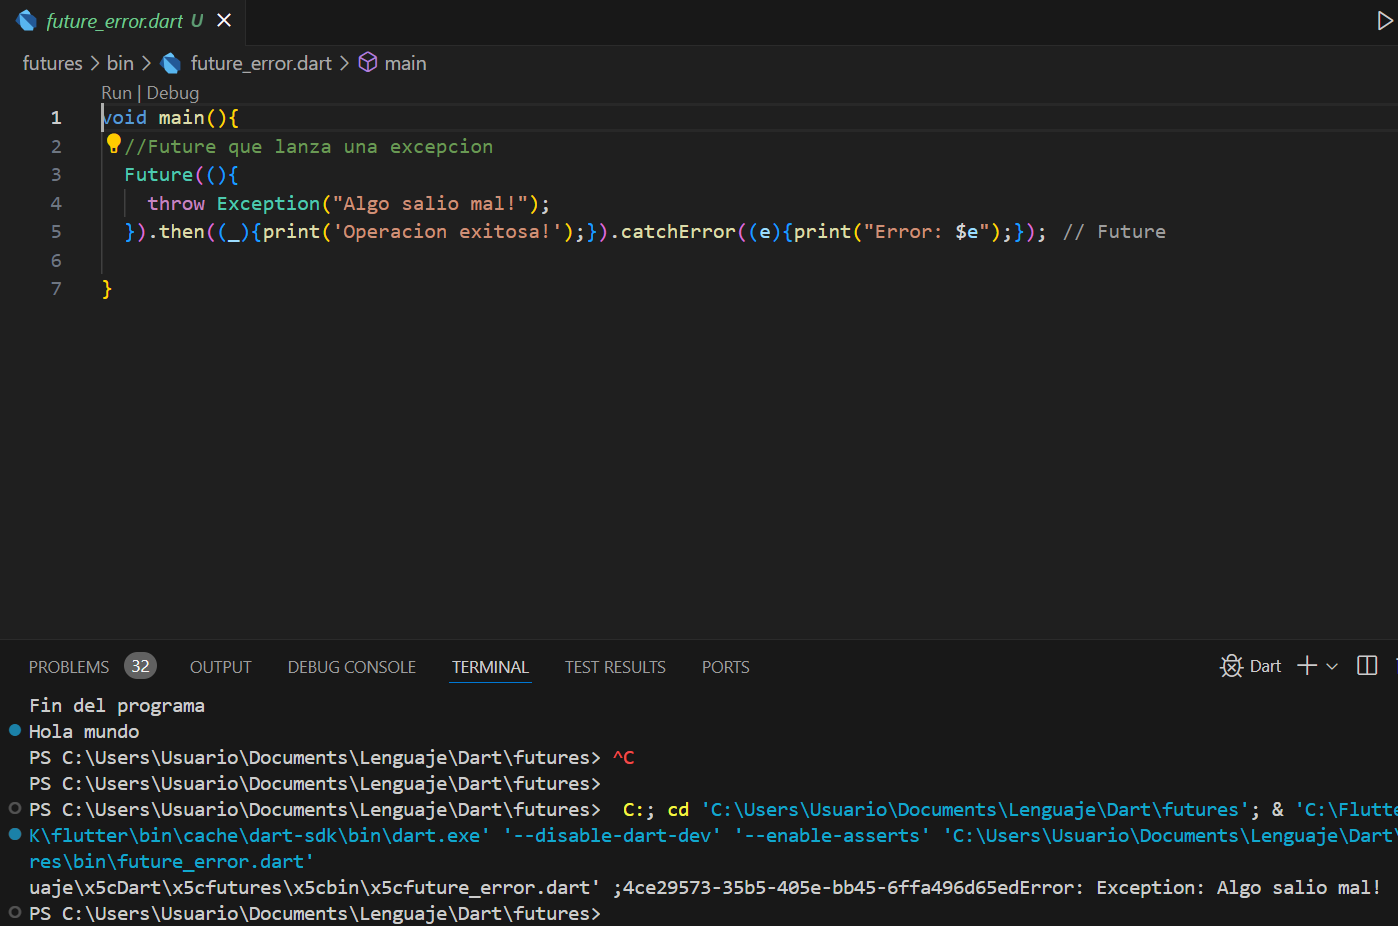 future_error.dart U
futures > bin > future_error.dart > main
Run | Debug
1 void main(){
2 //Future que lanza una excepcion
3 Future((){
4 throw Exception("Algo salio mal!");
5 }).then((_){print('Operacion exitosa!');}).catchError((e){print("Error: $e");}); // Future
6
7 }
PROBLEMS 32 OUTPUT DEBUG CONSOLE TERMINAL TEST RESULTS PORTS Dart
Fin del programa
Hola mundo
PS C:\Users\Usuario\Documents\Lenguaje\Dart\futures> ^C
PS C:\Users\Usuario\Documents\Lenguaje\Dart\futures>
PS C:\Users\Usuario\Documents\Lenguaje\Dart\futures>  C:; cd 'C:\Users\Usuario\Documents\Lenguaje\Dart\futures'; & 'C:\Flutte
K\flutter\bin\cache\dart-sdk\bin\dart.exe' '--disable-dart-dev' '--enable-asserts' 'C:\Users\Usuario\Documents\Lenguaje\Dart\
res\bin\future_error.dart'
uaje\x5cDart\x5cfutures\x5cbin\x5cfuture_error.dart' ;4ce29573-35b5-405e-bb45-6ffa496d65edError: Exception: Algo salio mal!
PS C:\Users\Usuario\Documents\Lenguaje\Dart\futures>